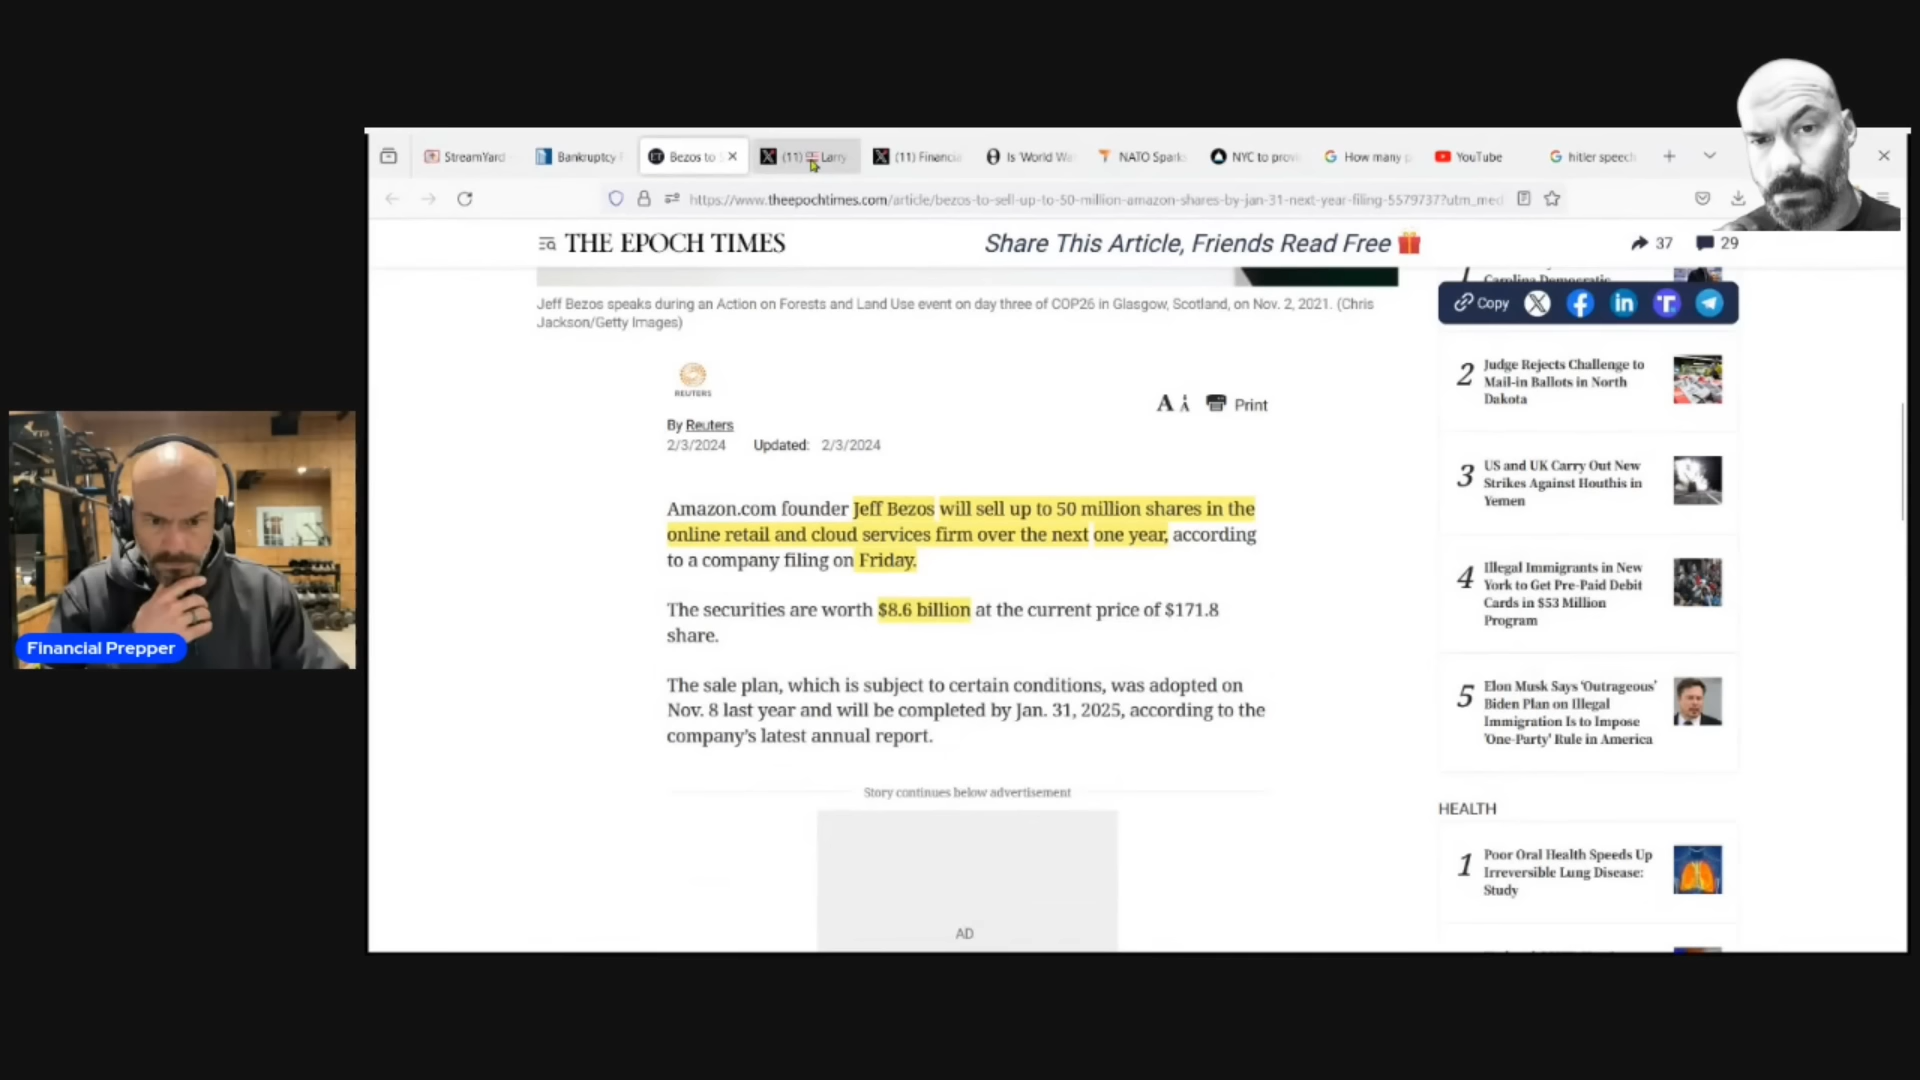 StreamYard
Bankruptcy
Bezos to
(11) Larry
(11) Financia
Is 'World Wa
NATO Spark
NYC to prov
How many
YouTube
hitler speech
https://www.theepochtimes.com/article/bezos-to-sell-up-to-50-million-amazon-shares-by-jan-31-next-year-filing-5579737?utm_med
THE EPOCH TIMES
Share This Article, Friends Read Free
37
29
Jeff Bezos speaks during an Action on Forests and Land Use event on day three of COP26 in Glasgow, Scotland, on Nov. 2, 2021. (Chris
Jackson/Getty Images)
REUTERS
By Reuters
2/3/2024 Updated: 2/3/2024
A A Print
Amazon.com founder Jeff Bezos will sell up to 50 million shares in the
online retail and cloud services firm over the next one year, according
to a company filing on Friday.
The securities are worth $8.6 billion at the current price of $171.8
share.
The sale plan, which is subject to certain conditions, was adopted on
Nov. 8 last year and will be completed by Jan. 31, 2025, according to the
company's latest annual report.
Story continues below advertisement
AD
Carolina Democratic
Copy
2
Judge Rejects Challenge to
Mail-in Ballots in North
Dakota
3
US and UK Carry Out New
Strikes Against Houthis in
Yemen
4
Illegal Immigrants in New
York to Get Pre-Paid Debit
Cards in $53 Million
Program
5
Elon Musk Says 'Outrageous'
Biden Plan on Illegal
Immigration Is to Impose
'One-Party' Rule in America
HEALTH
1
Poor Oral Health Speeds Up
Irreversible Lung Disease:
Study
Financial Prepper